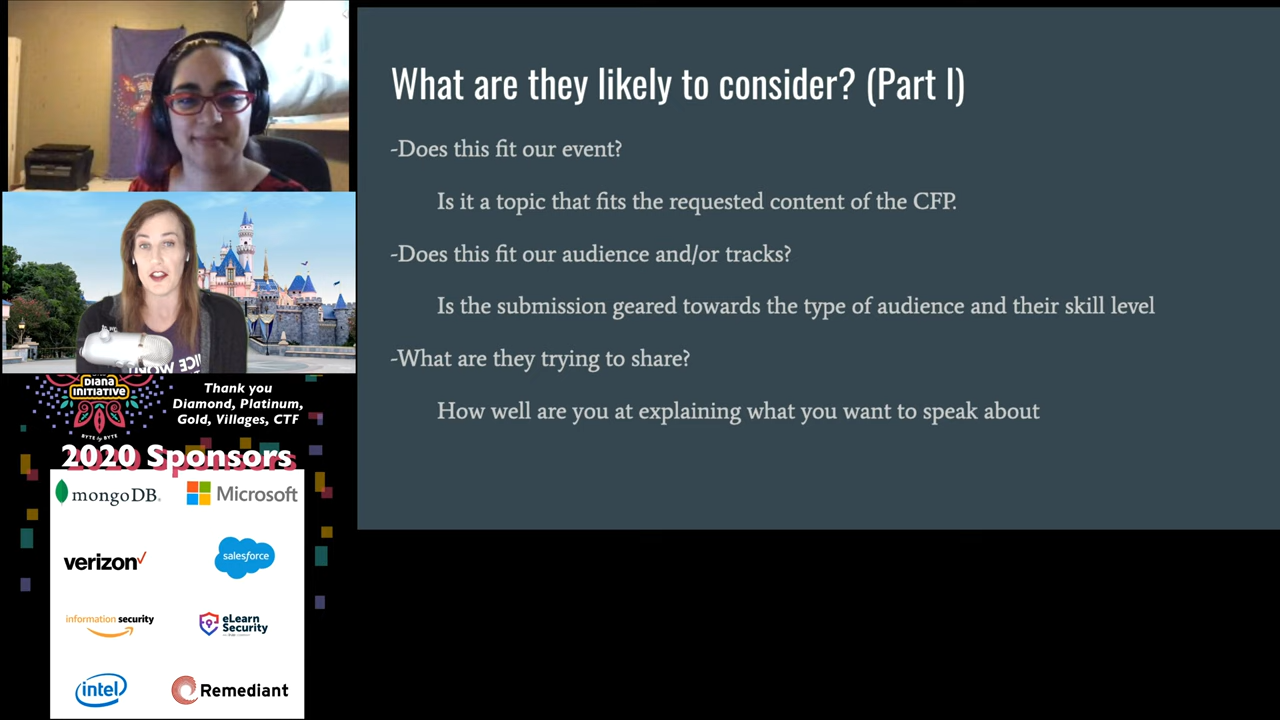 What are they likely to consider? (Part I)
-Does this fit our event?
Is it a topic that fits the requested content of the CFP.
-Does this fit our audience and/or tracks?
Is the submission geared towards the type of audience and their skill level
-What are they trying to share?
How well are you at explaining what you want to speak about
DIANA
INITIATIVE
BYTE by BYTE
Thank you
Diamond, Platinum,
Gold, Villages, CTF
2020 Sponsors
mongoDB.
Microsoft
verizon
salesforce
information security
eLearn
Security
intel
Remediant